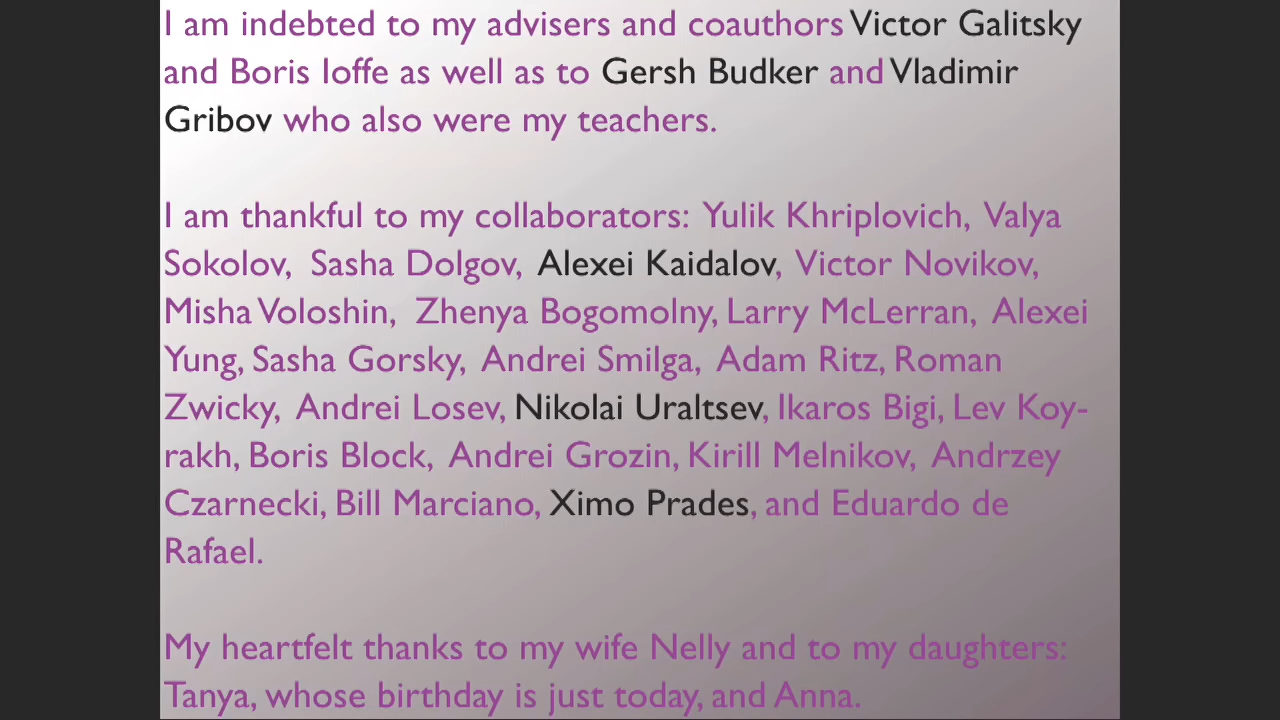 I am indebted to my advisers and coauthors Victor Galitsky
and Boris Ioffe as well as to Gersh Budker and Vladimir
Gribov who also were my teachers.
I am thankful to my collaborators: Yulik Khriplovich, Valya
Sokolov, Sasha Dolgov, Alexei Kaidalov, Victor Novikov,
Misha Voloshin, Zhenya Bogomolny, Larry McLerran, Alexei
Yung, Sasha Gorsky, Andrei Smilga, Adam Ritz, Roman
Zwicky, Andrei Losev, Nikolai Uraltsev, Ikaros Bigi, Lev Koy-
rakh, Boris Block, Andrei Grozin, Kirill Melnikov, Andrzey
Czarnecki, Bill Marciano, Ximo Prades, and Eduardo de
Rafael.
My heartfelt thanks to my wife Nelly and to my daughters:
Tanya, whose birthday is just today, and Anna.